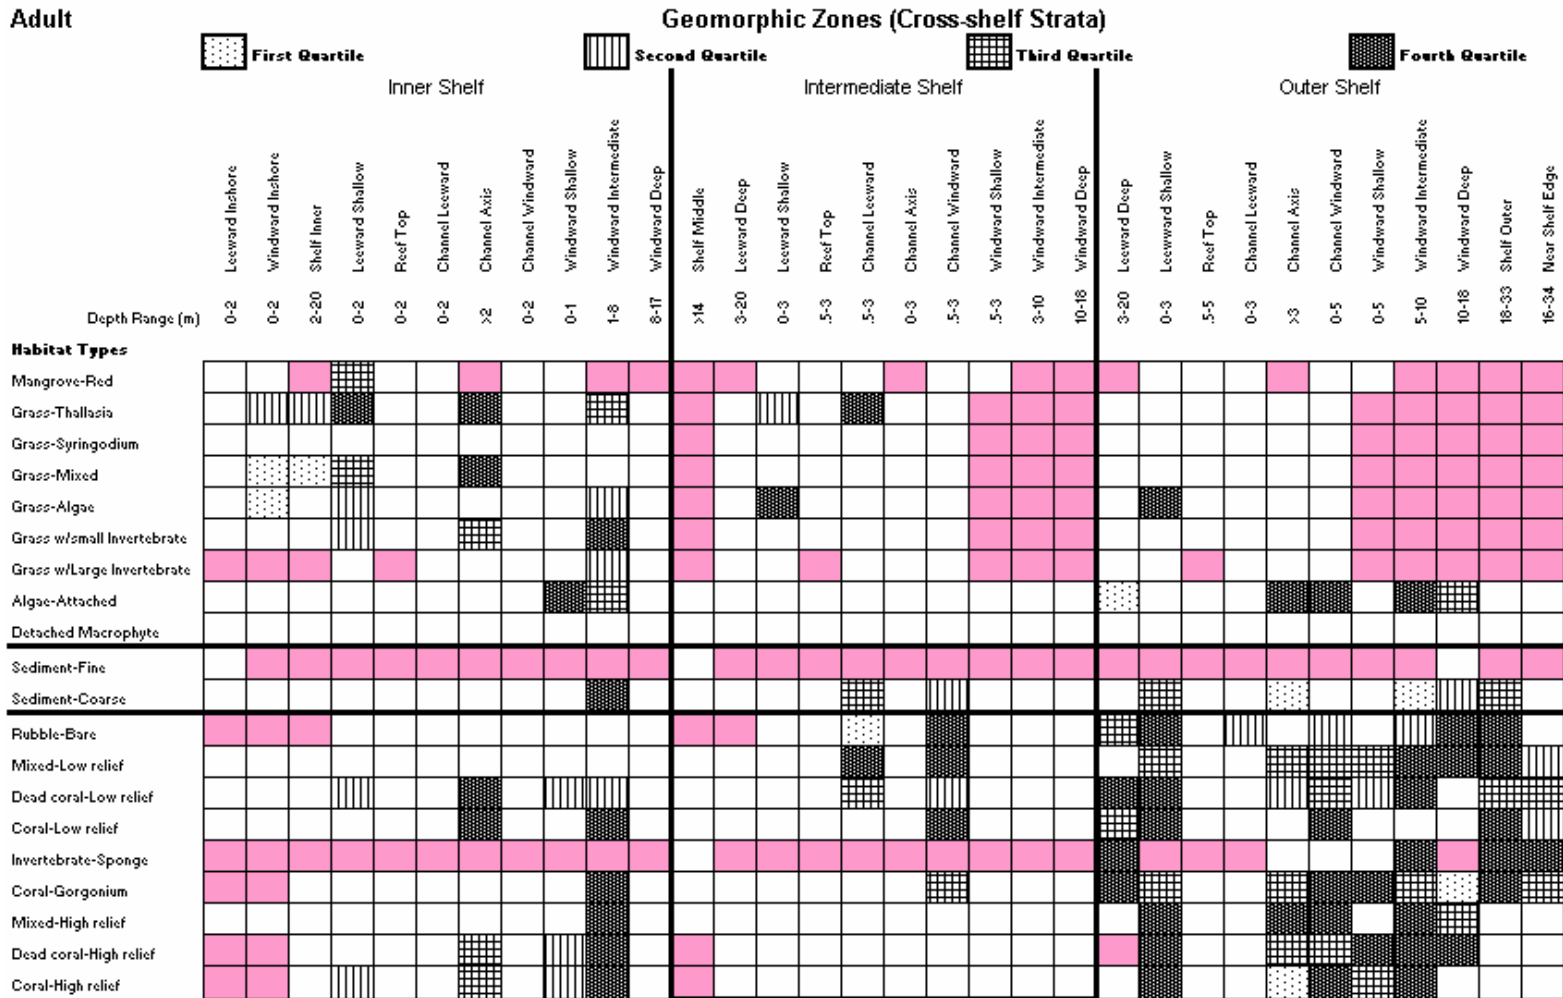 Adult
Geomorphic Zones (Cross-shelf Strata)
First Quartile
Second Quartile
Third Quartile
Fourth Quartile
Inner Shelf
Intermediate Shelf
Outer Shelf
Leeward Inshore
Windward Inshore
Shelf Inner
Leeward Shallow
Reef Top
Channel Leeward
Channel Axis
Channel Windward
Windward Shallow
Windward Intermediate
Windward Deep
Shelf Middle
Leeward Deep
Leeward Shallow
Reef Top
Channel Leeward
Channel Axis
Channel Windward
Windward Shallow
Windward Intermediate
Windward Deep
Leeward Deep
Leewward Shallow
Reef Top
Channel Leeward
Channel Axis
Channel Windward
Windward Shallow
Windward Intermediate
Windward Deep
Shelf Outer
Near Shelf Edge
Depth Range (m)
0-2
0-2
2-20
0-2
0-2
0-2
>2
0-2
0-1
1-8
8-17
>14
3-20
0-3
.5-3
.5-3
0-3
.5-3
.5-3
3-10
10-18
3-20
0-3
.5-5
0-3
>3
0-5
0-5
5-10
10-18
18-33
16-34
Habitat Types
Mangrove-Red
Grass-Thallasia
Grass-Syringodium
Grass-Mixed
Grass-Algae
Grass w/small Invertebrate
Grass w/Large Invertebrate
Algae-Attached
Detached Macrophyte
Sediment-Fine
Sediment-Coarse
Rubble-Bare
Mixed-Low relief
Dead coral-Low relief
Coral-Low relief
Invertebrate-Sponge
Coral-Gorgonium
Mixed-High relief
Dead coral-High relief
Coral-High relief